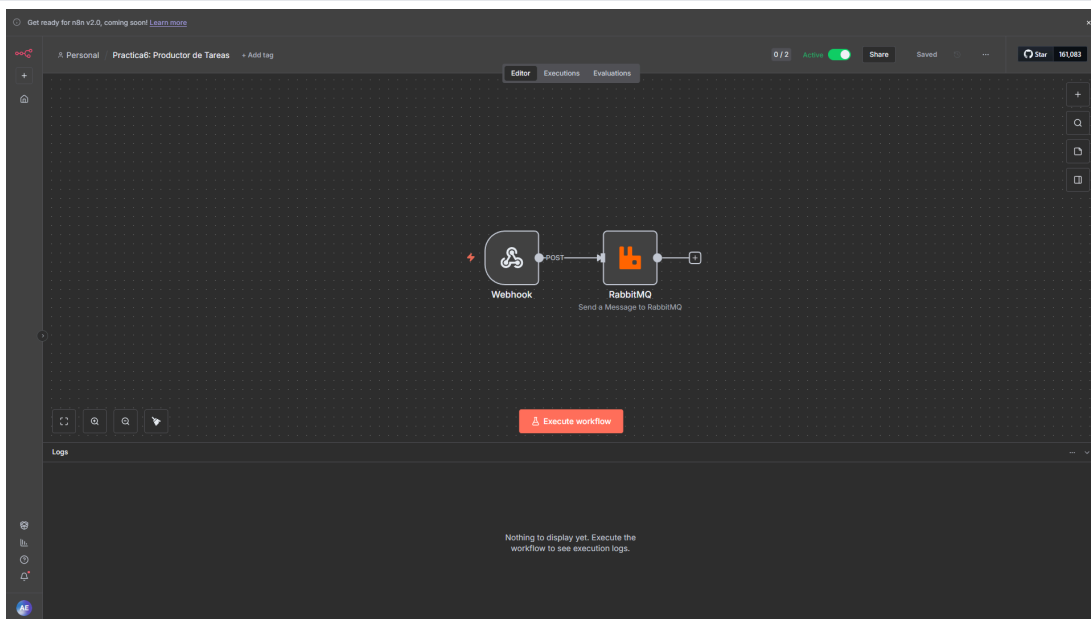 Get ready for n8n v2.0, coming soon! Learn more
Personal / Practica6: Productor de Tareas + Add tag
0 / 2 Active Share Saved ... Star 161,083
Editor Executions Evaluations
POST
Webhook
RabbitMQ
Send a Message to RabbitMQ
Execute workflow
Logs
Nothing to display yet. Execute the
workflow to see execution logs.
AE